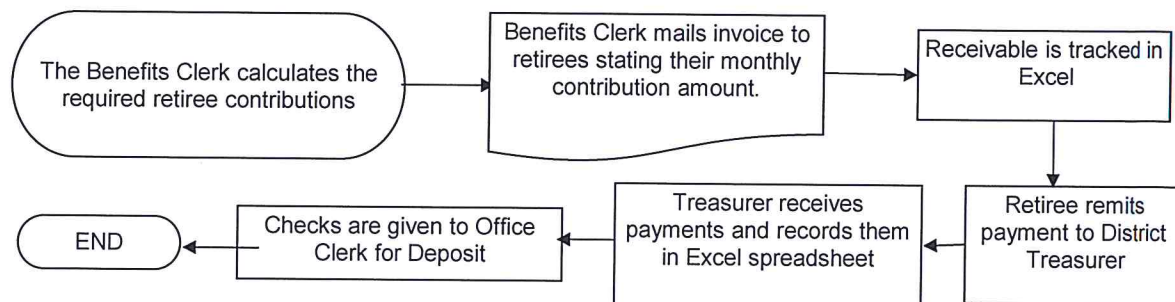 The Benefits Clerk calculates the
required retiree contributions
Benefits Clerk mails invoice to
retirees stating their monthly
contribution amount.
Receivable is tracked in
Excel
Retiree remits
payment to District
Treasurer
Treasurer receives
payments and records them
in Excel spreadsheet
Checks are given to Office
Clerk for Deposit
END